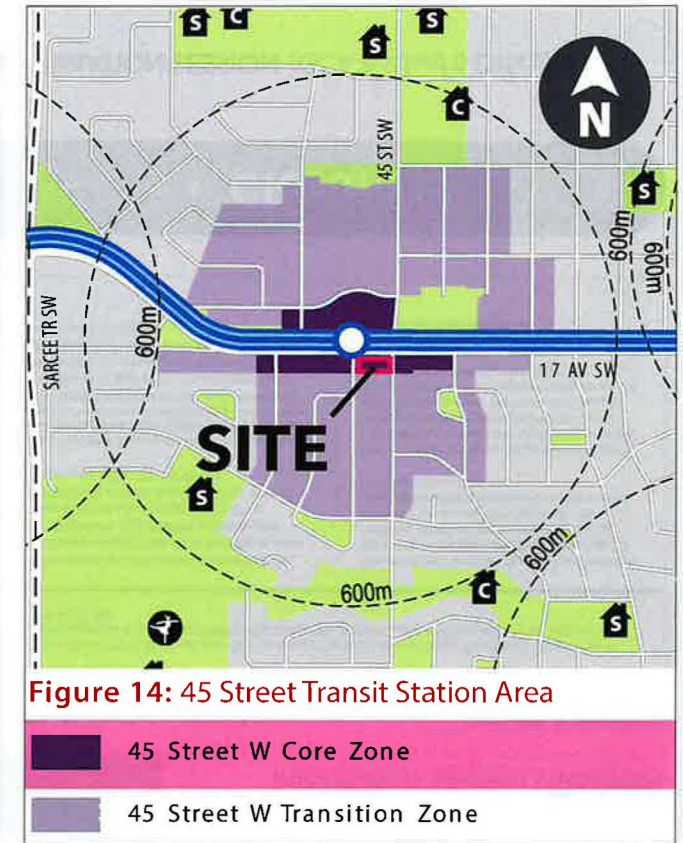 S
C
S
S
C
N
45 ST SW
S
600m
600m
SARCEE TR SW
600m
17 AV SW
SITE
S
600m
600m
C
S
Figure 14: 45 Street Transit Station Area
45 Street W Core Zone
45 Street W Transition Zone